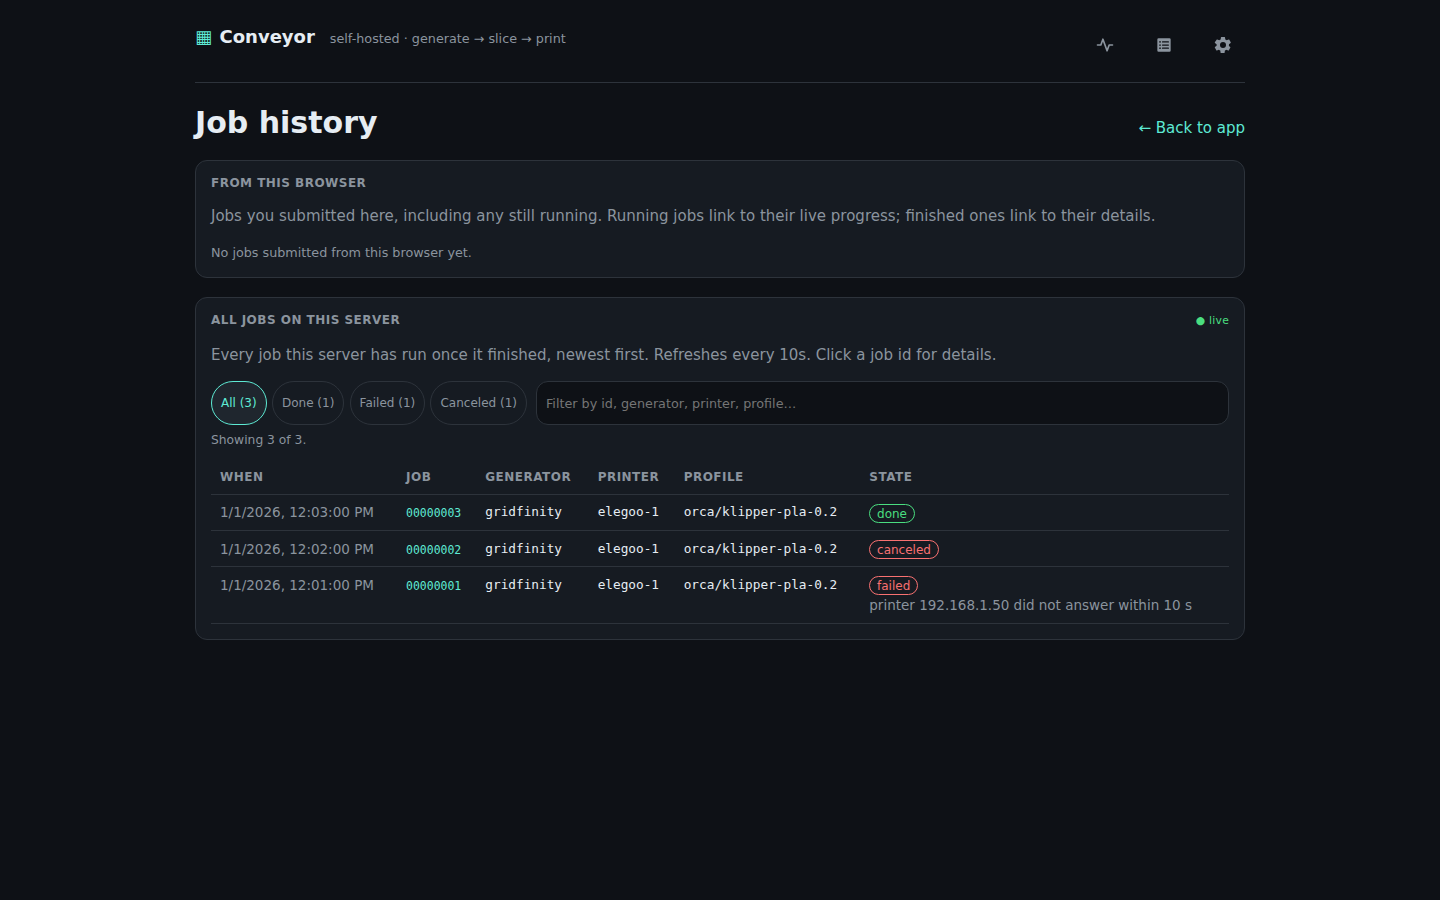 Conveyor self-hosted · generate → slice → print
Job history
← Back to app
FROM THIS BROWSER
Jobs you submitted here, including any still running. Running jobs link to their live progress; finished ones link to their details.
No jobs submitted from this browser yet.
ALL JOBS ON THIS SERVER
● live
Every job this server has run once it finished, newest first. Refreshes every 10s. Click a job id for details.
All (3) Done (1) Failed (1) Canceled (1) Filter by id, generator, printer, profile...
Showing 3 of 3.
WHEN JOB GENERATOR PRINTER PROFILE STATE
1/1/2026, 12:03:00 PM 00000003 gridfinity elegoo-1 orca/klipper-pla-0.2 done
1/1/2026, 12:02:00 PM 00000002 gridfinity elegoo-1 orca/klipper-pla-0.2 canceled
1/1/2026, 12:01:00 PM 00000001 gridfinity elegoo-1 orca/klipper-pla-0.2 failed
printer 192.168.1.50 did not answer within 10 s